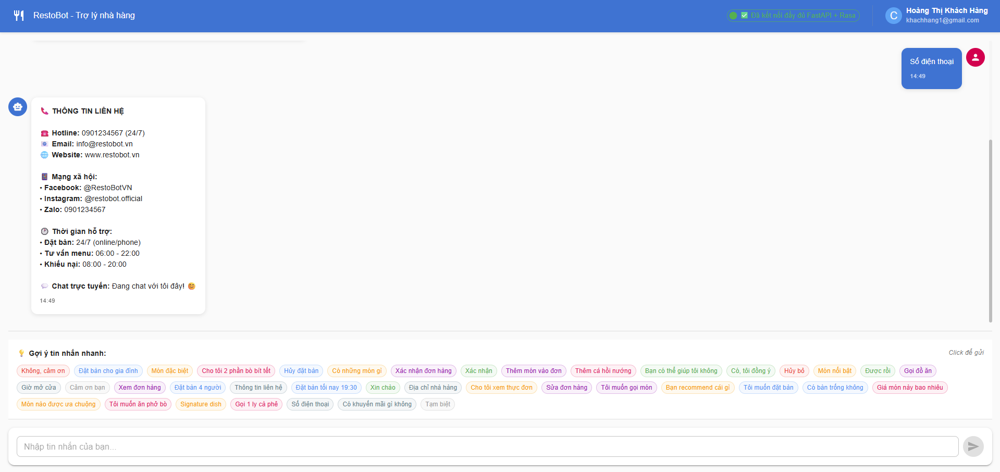 RestoBot - Trợ lý nhà hàng
✅ Đã kết nối đầy đủ FastAPI + Rasa
C
Hoàng Thị Khách Hàng
khachhang1@gmail.com
Số điện thoại
14:49
📞 THÔNG TIN LIÊN HỆ
☎️ Hotline: 0901234567 (24/7)
📧 Email: info@restobot.vn
🌐 Website: www.restobot.vn
📱 Mạng xã hội:
• Facebook: @RestoBotVN
• Instagram: @restobot.official
• Zalo: 0901234567
🕐 Thời gian hỗ trợ:
• Đặt bàn: 24/7 (online/phone)
• Tư vấn menu: 06:00 - 22:00
• Khiếu nại: 08:00 - 20:00
💬 Chat trực tuyến: Đang chat với tôi đây! 😊
14:49
💡 Gợi ý tin nhắn nhanh:
Click để gửi
Không, cảm ơn Đặt bàn cho gia đình Món đặc biệt Cho tôi 2 phần bò bít tết Hủy đặt bàn Có những món gì Xác nhận đơn hàng Xác nhận Thêm món vào đơn Thêm cá hồi nướng Bạn có thể giúp tôi không Có, tôi đồng ý Hủy bỏ Món nổi bật Được rồi Gọi đồ ăn
Giờ mở cửa Cảm ơn bạn Xem đơn hàng Đặt bàn 4 người Thông tin liên hệ Đặt bàn tối nay 19:30 Xin chào Địa chỉ nhà hàng Cho tôi xem thực đơn Sửa đơn hàng Tôi muốn gọi món Bạn recommend cái gì Tôi muốn đặt bàn Có bàn trống không Giá món này bao nhiêu
Món nào được ưa chuộng Tôi muốn ăn phở bò Signature dish Gọi 1 ly cà phê Số điện thoại Có khuyến mãi gì không Tạm biệt
Nhập tin nhắn của bạn...